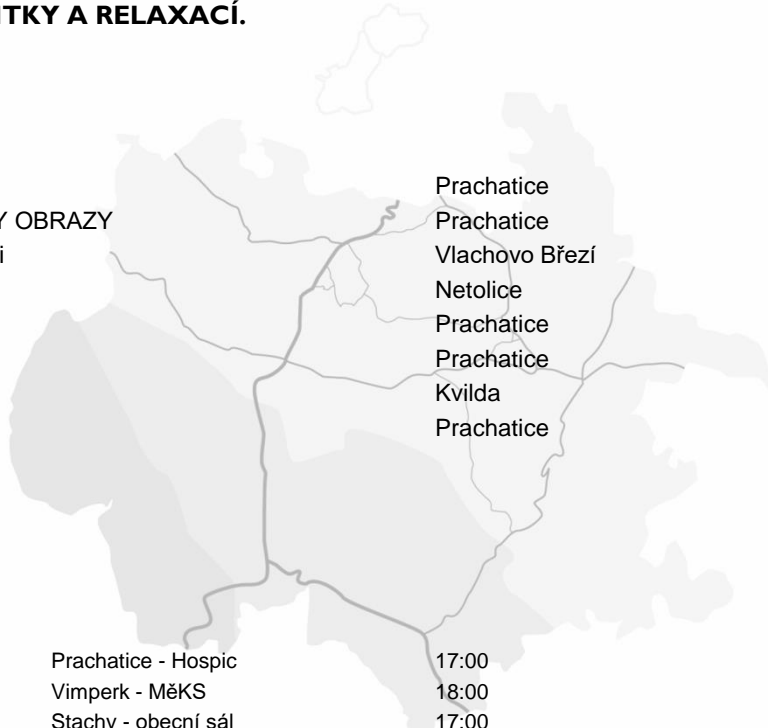 ITKY A RELAXACÍ.
Prachatice
Y OBRAZY Prachatice
i Vlachovo Březí
Netolice
Prachatice
Prachatice
Kvilda
Prachatice
Prachatice - Hospic 17:00
Vimperk - MěKS 18:00
Stachy - obecní sál 17:00